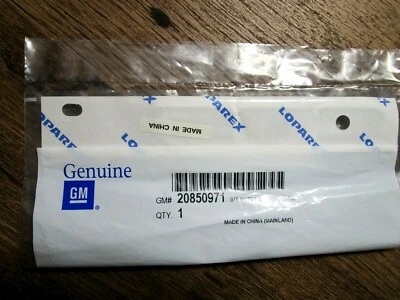 LOPAREX
LOPAREX
LOPAREX
MADE IN CHINA
Genuine
GM
GM# 20850971
QTY. 1
MADE IN CHINA (MAINLAND)